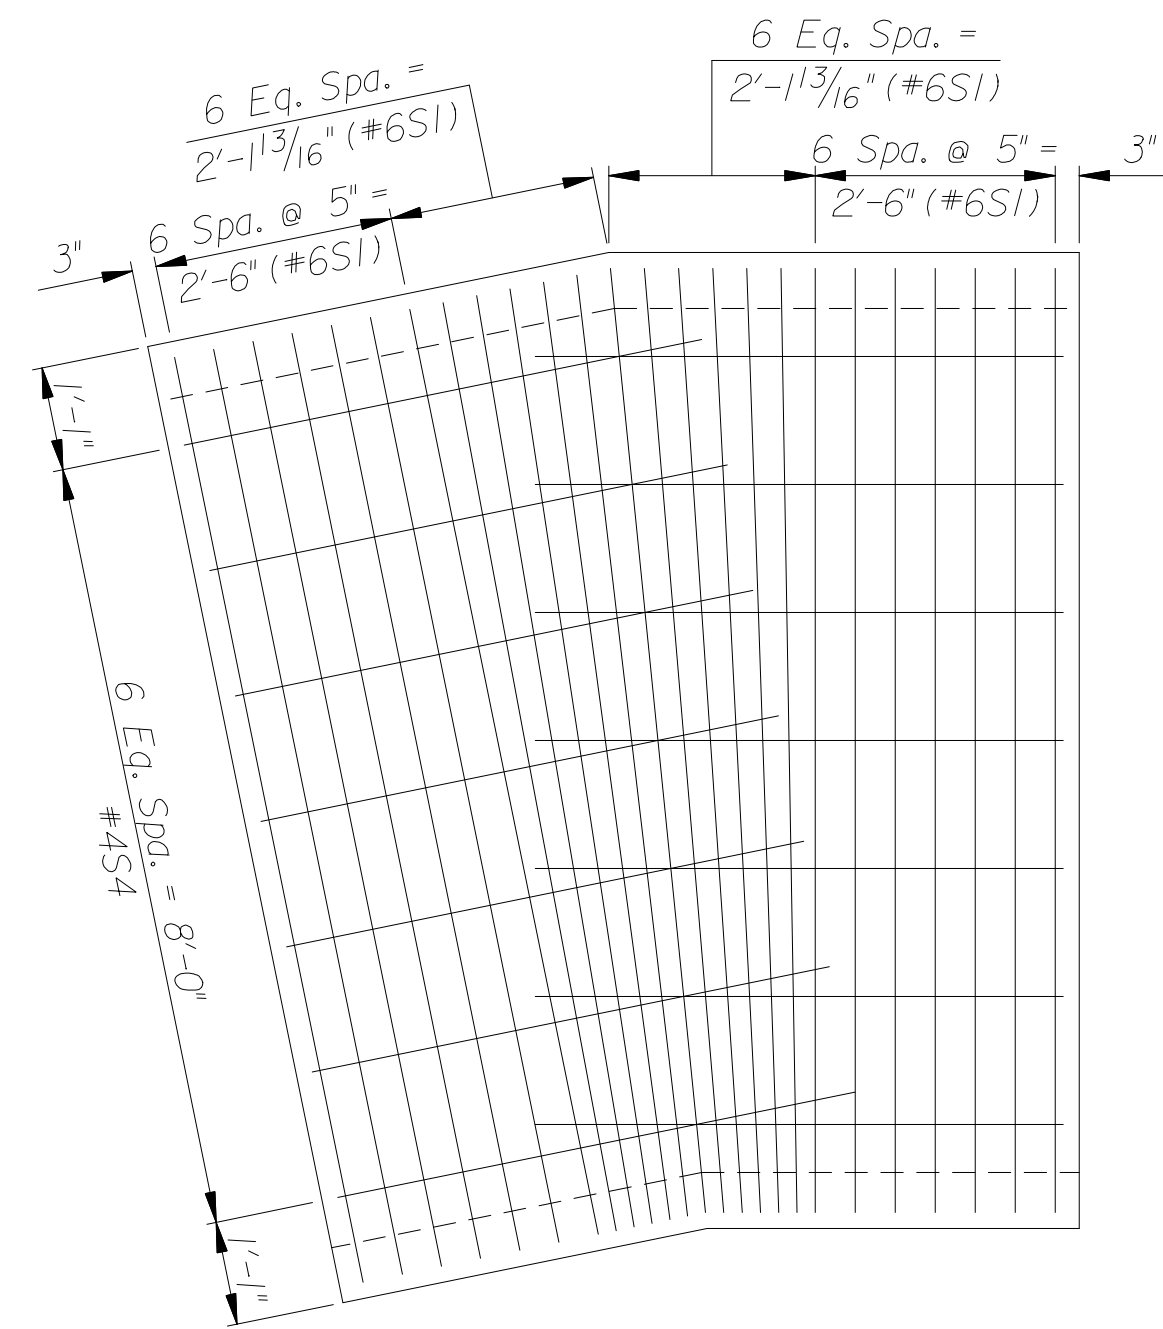 6 Eq. Spa. =
2'-1 13/16" (#6S1)
6 Spa. @ 5" =
2'-6" (#6S1)
3"
6 Eq. Spa. =
2'-1 13/16" (#6S1)
6 Spa. @ 5" =
2'-6" (#6S1)
3"
1'-1"
6 Eq. Spa. = 8'-0"
#4S4
1'-1"